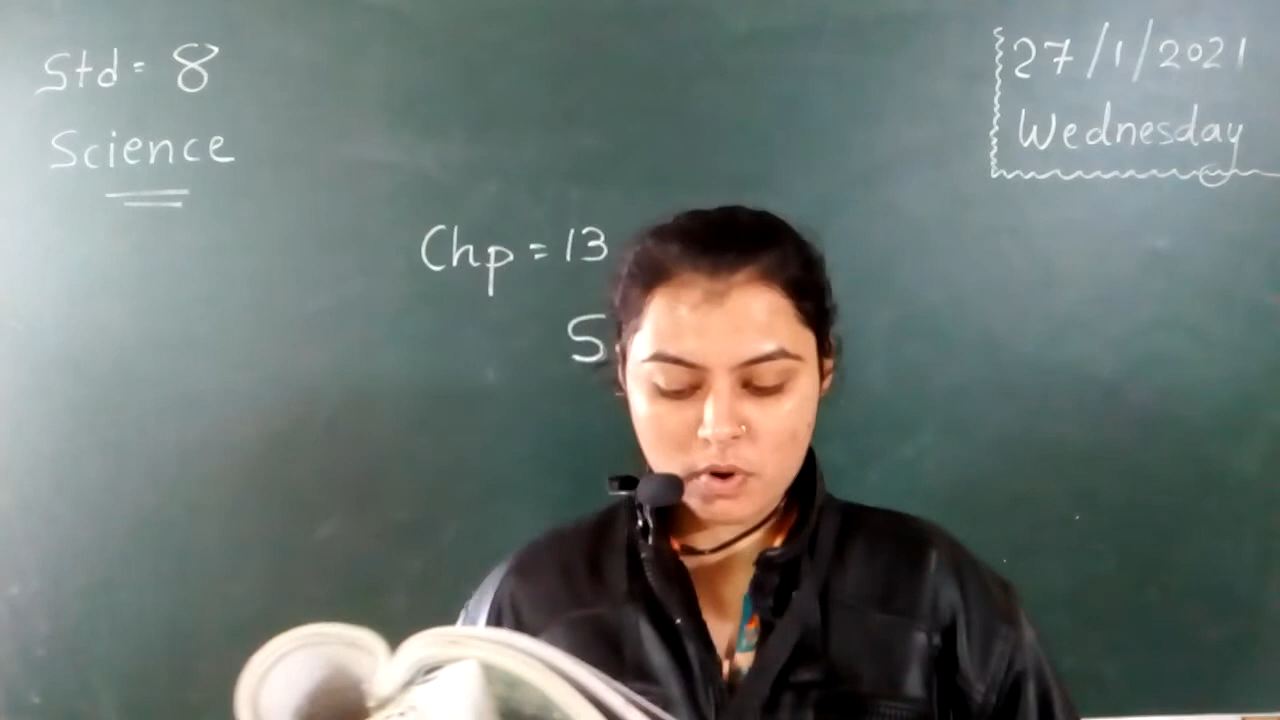 Std = 8
Science
27/1/2021
Wednesday
Chp = 13
S